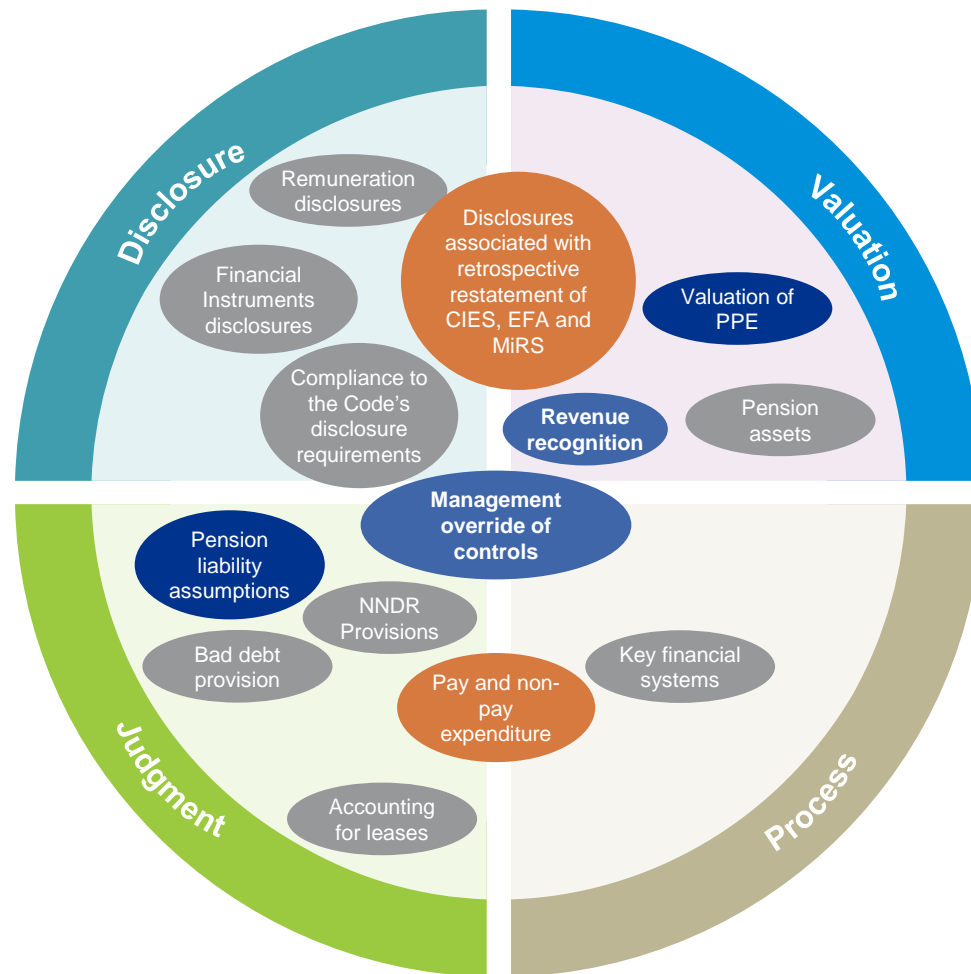 Disclosure
Valuation
Remuneration
disclosures
Disclosures
associated with
retrospective
restatement of
CIES, EFA and
MiRS
Financial
Instruments
disclosures
Valuation of
PPE
Compliance to
the Code's
disclosure
requirements
Revenue
recognition
Pension
assets
Management
override of
controls
Pension
liability
assumptions
NNDR
Provisions
Bad debt
provision
Key financial
systems
Pay and non-
pay
expenditure
Accounting
for leases
Judgment
Process